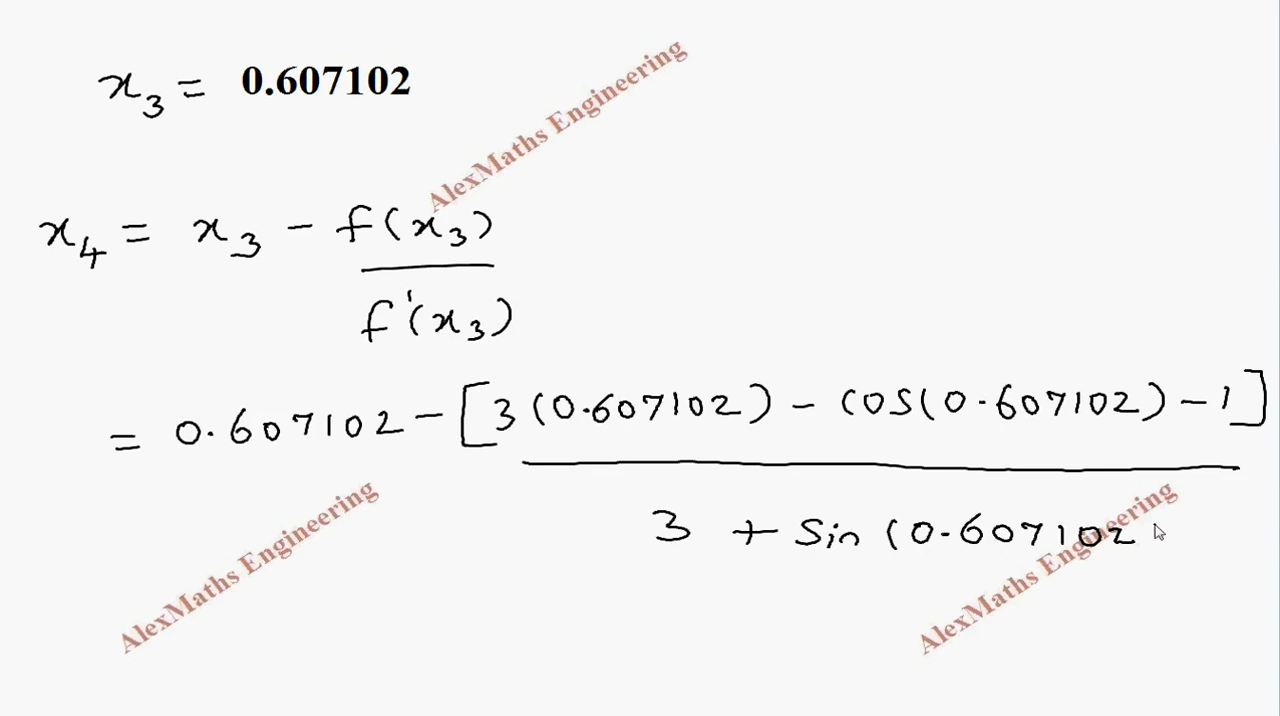 x₃ = 0.607102
AlexMaths Engineering
x₄ = x₃ - f(x₃)
f'(x₃)
= 0.607102 - [3(0.607102) - cos(0.607102) - 1]
3 + Sin (0.607102
AlexMaths Engineering
AlexMaths Engineering